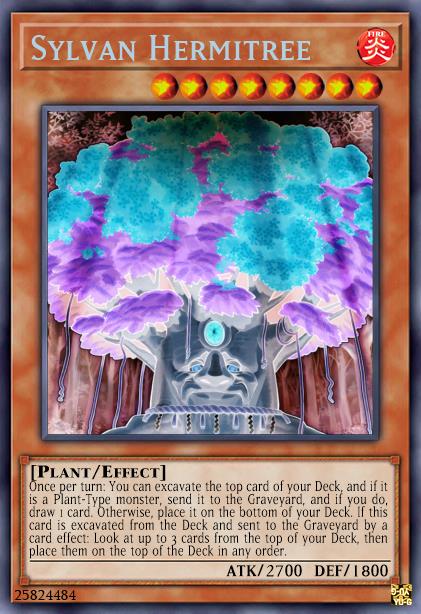 Sylvan Hermitree
FIRE
炎
[Plant/Effect]
Once per turn: You can excavate the top card of your Deck, and if it
is a Plant-Type monster, send it to the Graveyard, and if you do,
draw 1 card. Otherwise, place it on the bottom of your Deck. If this
card is excavated from the Deck and sent to the Graveyard by a
card effect: Look at up to 3 cards from the top of your Deck, then
place them on the top of the Deck in any order.
ATK/2700 DEF/1800
25824484